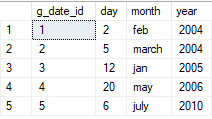 g_date_id day month year
1 1 2 feb 2004
2 2 5 march 2004
3 3 12 jan 2005
4 4 20 may 2006
5 5 6 july 2010